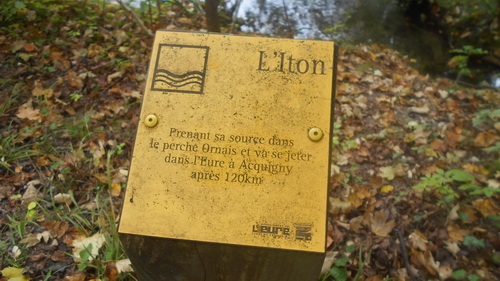 L'Iton
Prenant sa source dans
le perche Ornais et va se jeter
dans l'Eure à Acquigny
après 120km
L'EURE